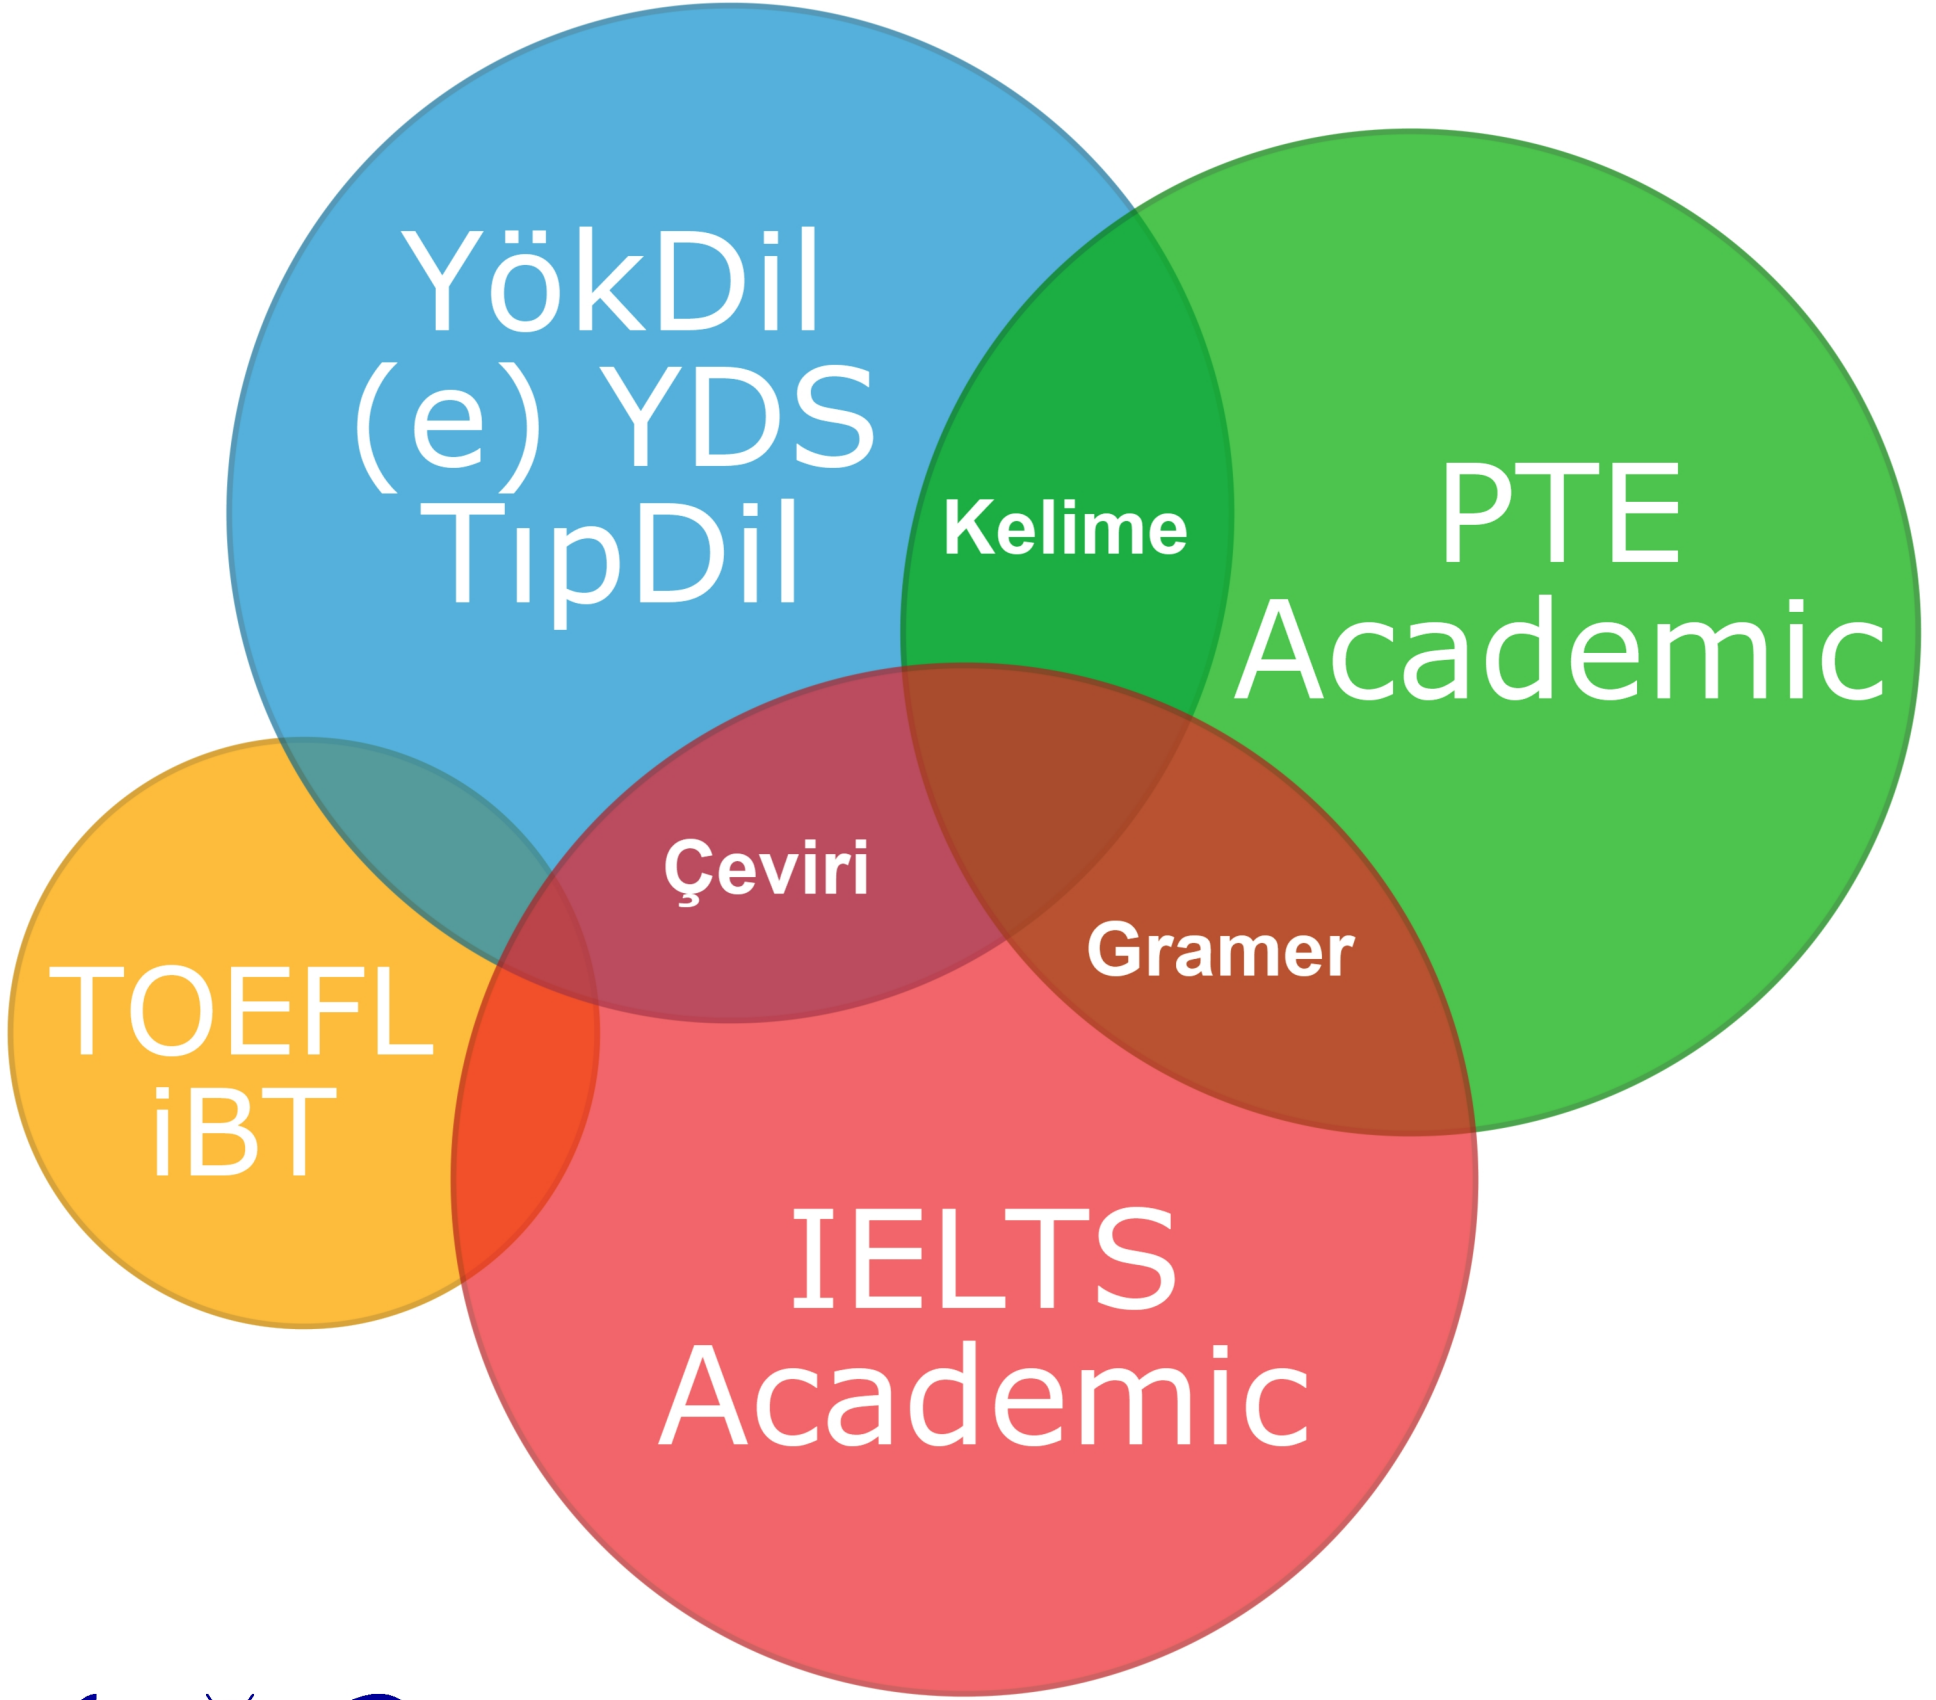 YökDil
(e) YDS
TıpDil
Kelime
PTE
Academic
Çeviri
Gramer
TOEFL
iBT
IELTS
Academic